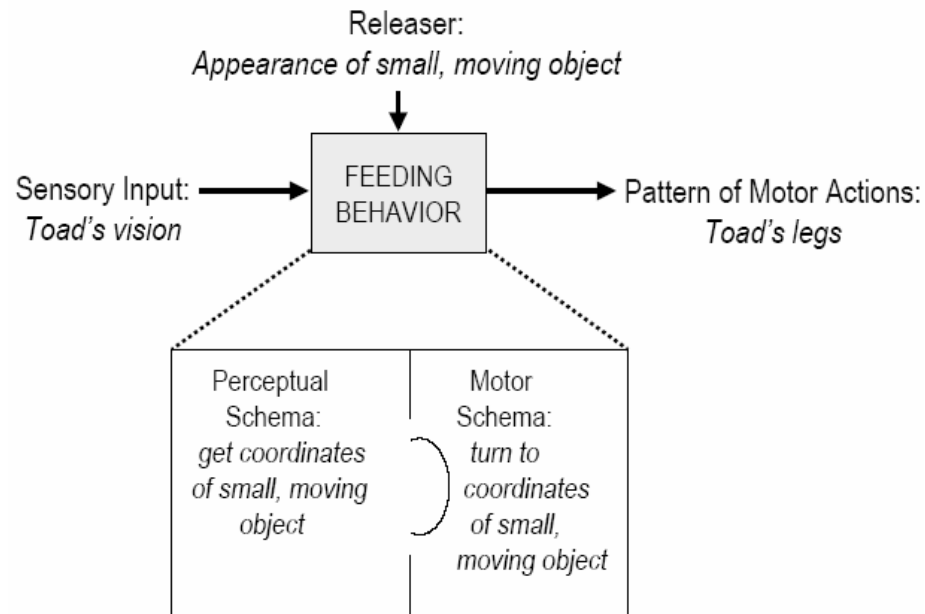 Releaser:
Appearance of small, moving object
Sensory Input:
Toad's vision
FEEDING
BEHAVIOR
Pattern of Motor Actions:
Toad's legs
Perceptual
Schema:
get coordinates
of small, moving
object
Motor
Schema:
turn to
coordinates
of small,
moving object